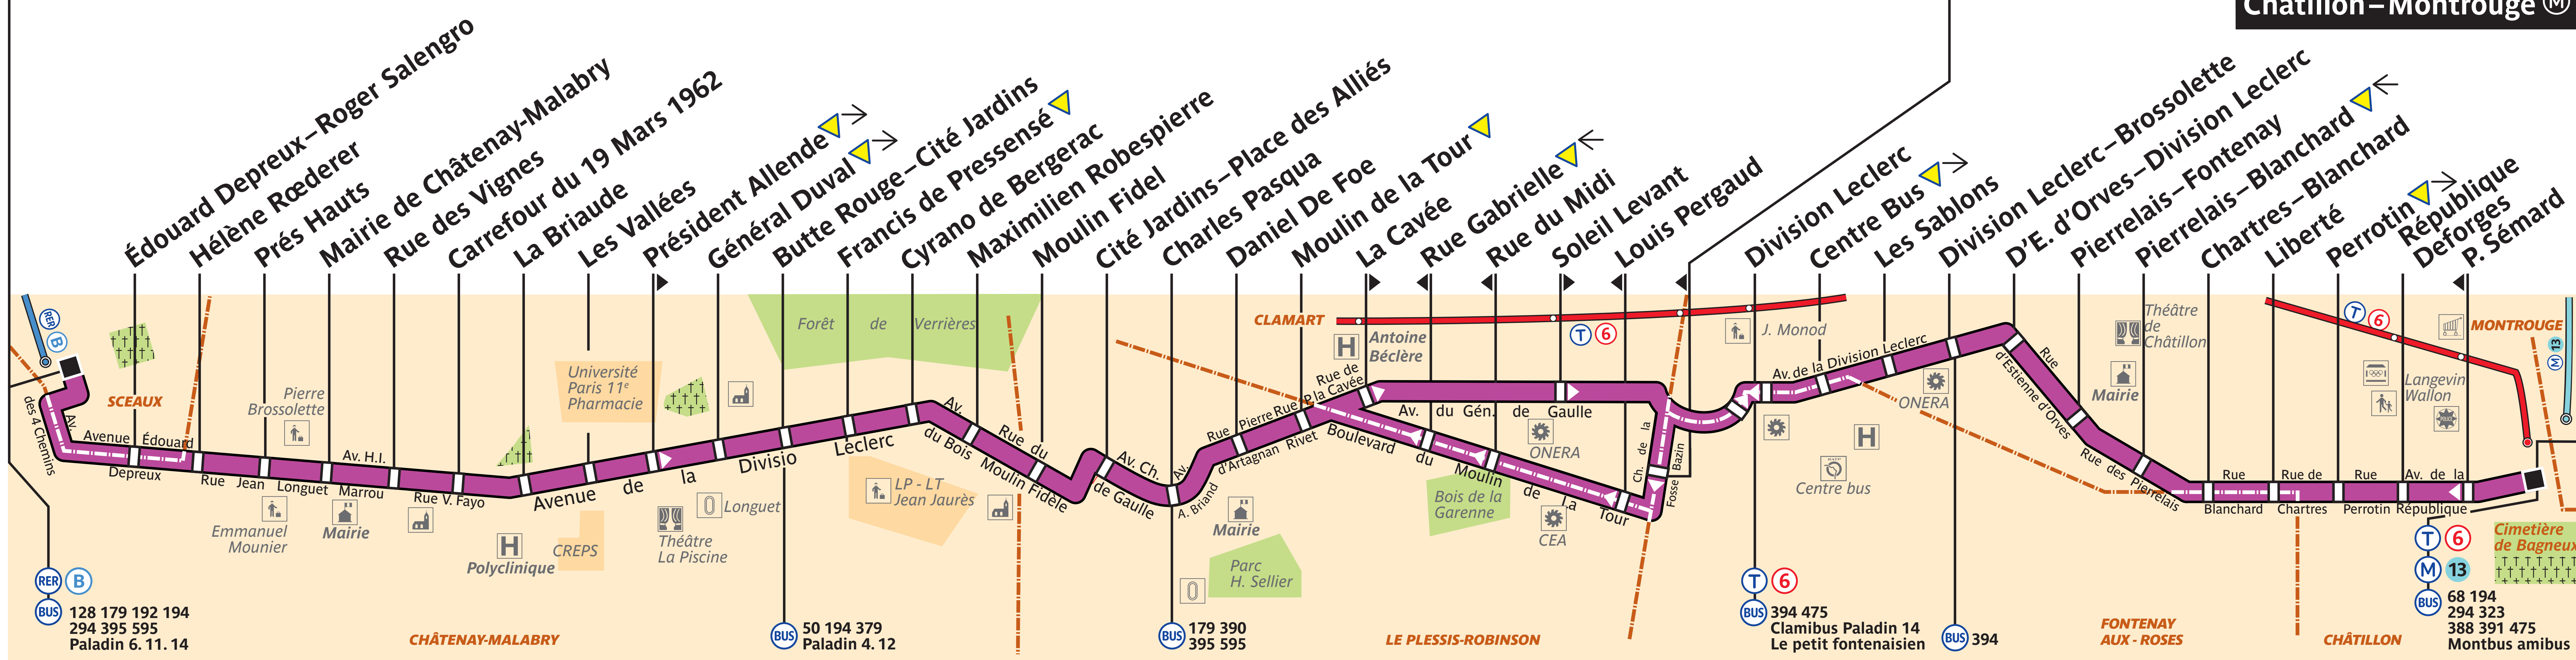 Châtillon–Montrouge M
Édouard Depreux–Roger Salengro
Hélène Rœderer
Prés Hauts
Mairie de Châtenay-Malabry
Rue des Vignes
Carrefour du 19 Mars 1962
La Briaude
Les Vallées
Président Allende
Général Duval
Butte Rouge–Cité Jardins
Francis de Pressensé
Cyrano de Bergerac
Maximilien Robespierre
Moulin Fidel
Cité Jardins–Place des Alliés
Charles Pasqua
Daniel De Foe
Moulin de la Tour
La Cavée
Rue Gabrielle
Rue du Midi
Soleil Levant
Louis Pergaud
Division Leclerc
Centre Bus
Les Sablons
Division Leclerc–Brossolette
D'E. d'Orves–Division Leclerc
Pierrelais–Fontenay
Pierrelais–Blanchard
Chartres–Blanchard
Liberté
Perrotin
République
Deforges
P. Sémard
RER
B
SCEAUX
Av.
des 4 Chemins
Avenue Édouard
Depreux
Pierre
Brossolette
Rue Jean Longuet
Av. H.I.
Marrou
Rue V. Fayo
Emmanuel
Mounier
Mairie
H
Polyclinique
CREPS
Université
Paris 11e
Pharmacie
Avenue de la Divisio Leclerc
Théâtre
La Piscine
Longuet
Forêt de Verrières
LP - LT
Jean Jaurès
Av.
du Bois
Rue du
Moulin Fidèle
Av. Ch.
de Gaulle
Av.
A. Briand
Rue
d'Artagnan
Pierre
Rivet
Rue
Rue de
la Cavée
Mairie
Parc
H. Sellier
CLAMART
H
Antoine
Béclère
T 6
Av. du Gén. de Gaulle
Boulevard du Moulin de La Tour
ONERA
Bois de la
Garenne
CEA
Ch. de la
Fosse Bazin
J. Monod
Av. de la Division Leclerc
ONERA
H
Centre bus
Rue
d'Estienne d'Orves
Théâtre
de
Châtillon
Mairie
Rue des Pierrelais
T 6
MONTROUGE
M 13
Langevin
Wallon
Rue
Blanchard
Rue de
Chartres
Rue
Perrotin
Av. de la
République
Cimetière
de Bagneux
RER B
BUS 128 179 192 194
294 395 595
Paladin 6. 11. 14
CHÂTENAY-MALABRY
BUS 50 194 379
Paladin 4. 12
BUS 179 390
395 595
LE PLESSIS-ROBINSON
T 6
BUS 394 475
Clamibus Paladin 14
Le petit fontenaisien
BUS 394
FONTENAY
AUX - ROSES
CHÂTILLON
T 6
M 13
BUS 68 194
294 323
388 391 475
Montbus amibus